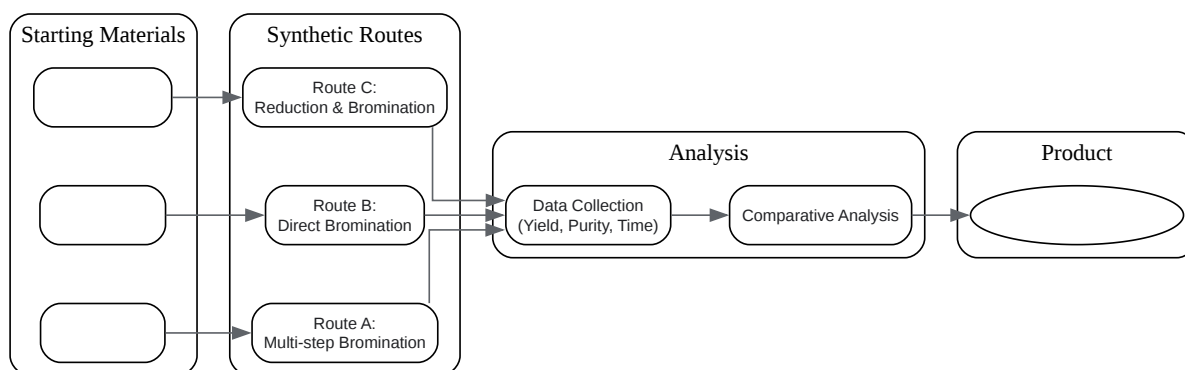 Starting Materials
Synthetic Routes
Route C:
Reduction & Bromination
Analysis
Product
Route B:
Direct Bromination
Data Collection
(Yield, Purity, Time)
Comparative Analysis
Route A:
Multi-step Bromination